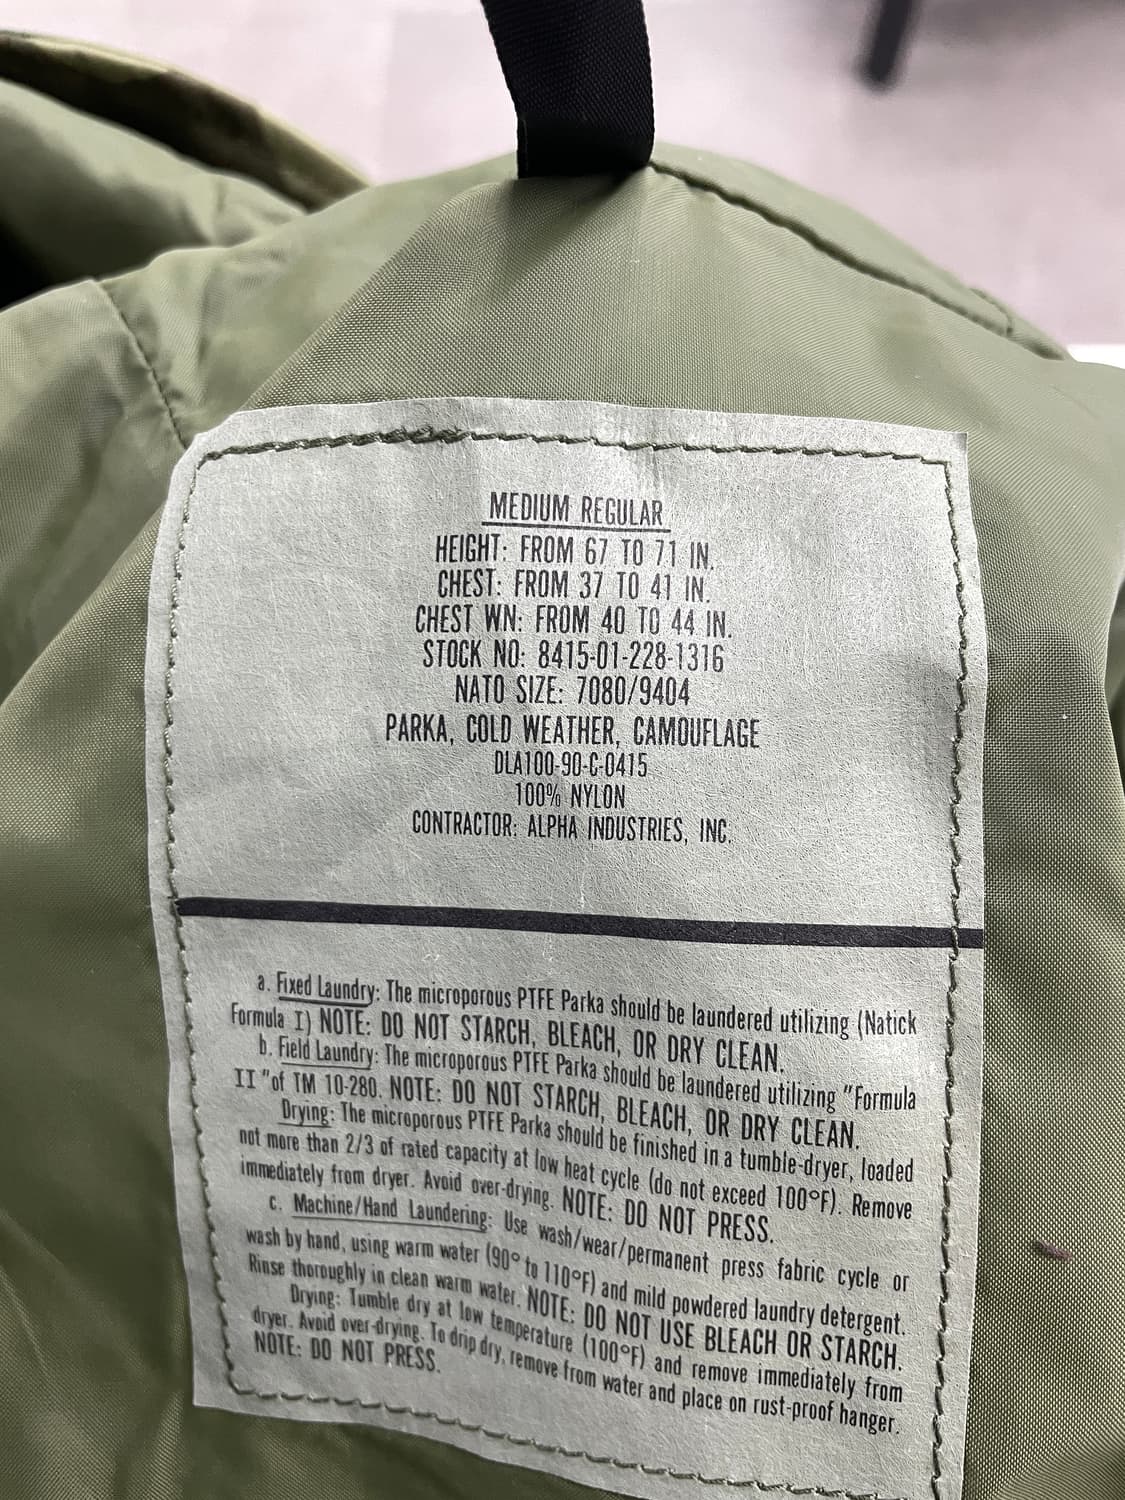 MEDIUM REGULAR
HEIGHT: FROM 67 TO 71 IN.
CHEST: FROM 37 TO 41 IN.
CHEST WN: FROM 40 TO 44 IN.
STOCK NO: 8415-01-228-1316
NATO SIZE: 7080/9404
PARKA, COLD WEATHER, CAMOUFLAGE
DLA100-90-C-0415
100% NYLON
CONTRACTOR: ALPHA INDUSTRIES, INC.
a. Fixed Laundry: The microporous PTFE Parka should be laundered utilizing (Natick
Formula I) NOTE: DO NOT STARCH, BLEACH, OR DRY CLEAN.
b. Field Laundry: The microporous PTFE Parka should be laundered utilizing "Formula
II "of TM 10-280. NOTE: DO NOT STARCH, BLEACH, OR DRY CLEAN.
Drying: The microporous PTFE Parka should be finished in a tumble-dryer, loaded
not more than 2/3 of rated capacity at low heat cycle (do not exceed 100°F). Remove
immediately from dryer. Avoid over-drying. NOTE: DO NOT PRESS.
c. Machine/Hand Laundering: Use wash/wear/permanent press fabric cycle or
wash by hand, using warm water (90° to 110°F) and mild powdered laundry detergent.
Rinse thoroughly in clean warm water. NOTE: DO NOT USE BLEACH OR STARCH.
Drying: Tumble dry at low temperature (100°F) and remove immediately from
dryer. Avoid over-drying. To drip dry, remove from water and place on rust-proof hanger.
NOTE: DO NOT PRESS.